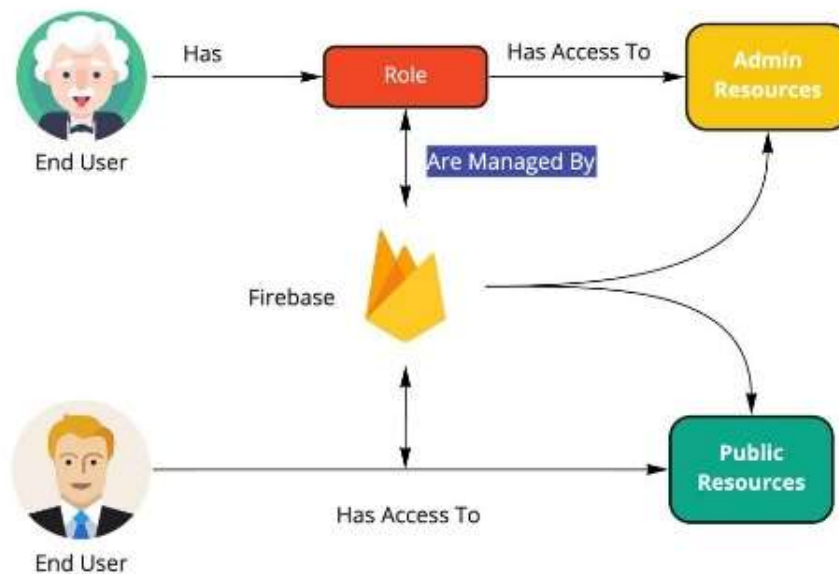 Has
Role
Has Access To
Admin
Resources
End User
Are Managed By
Firebase
Public
Resources
Has Access To
End User